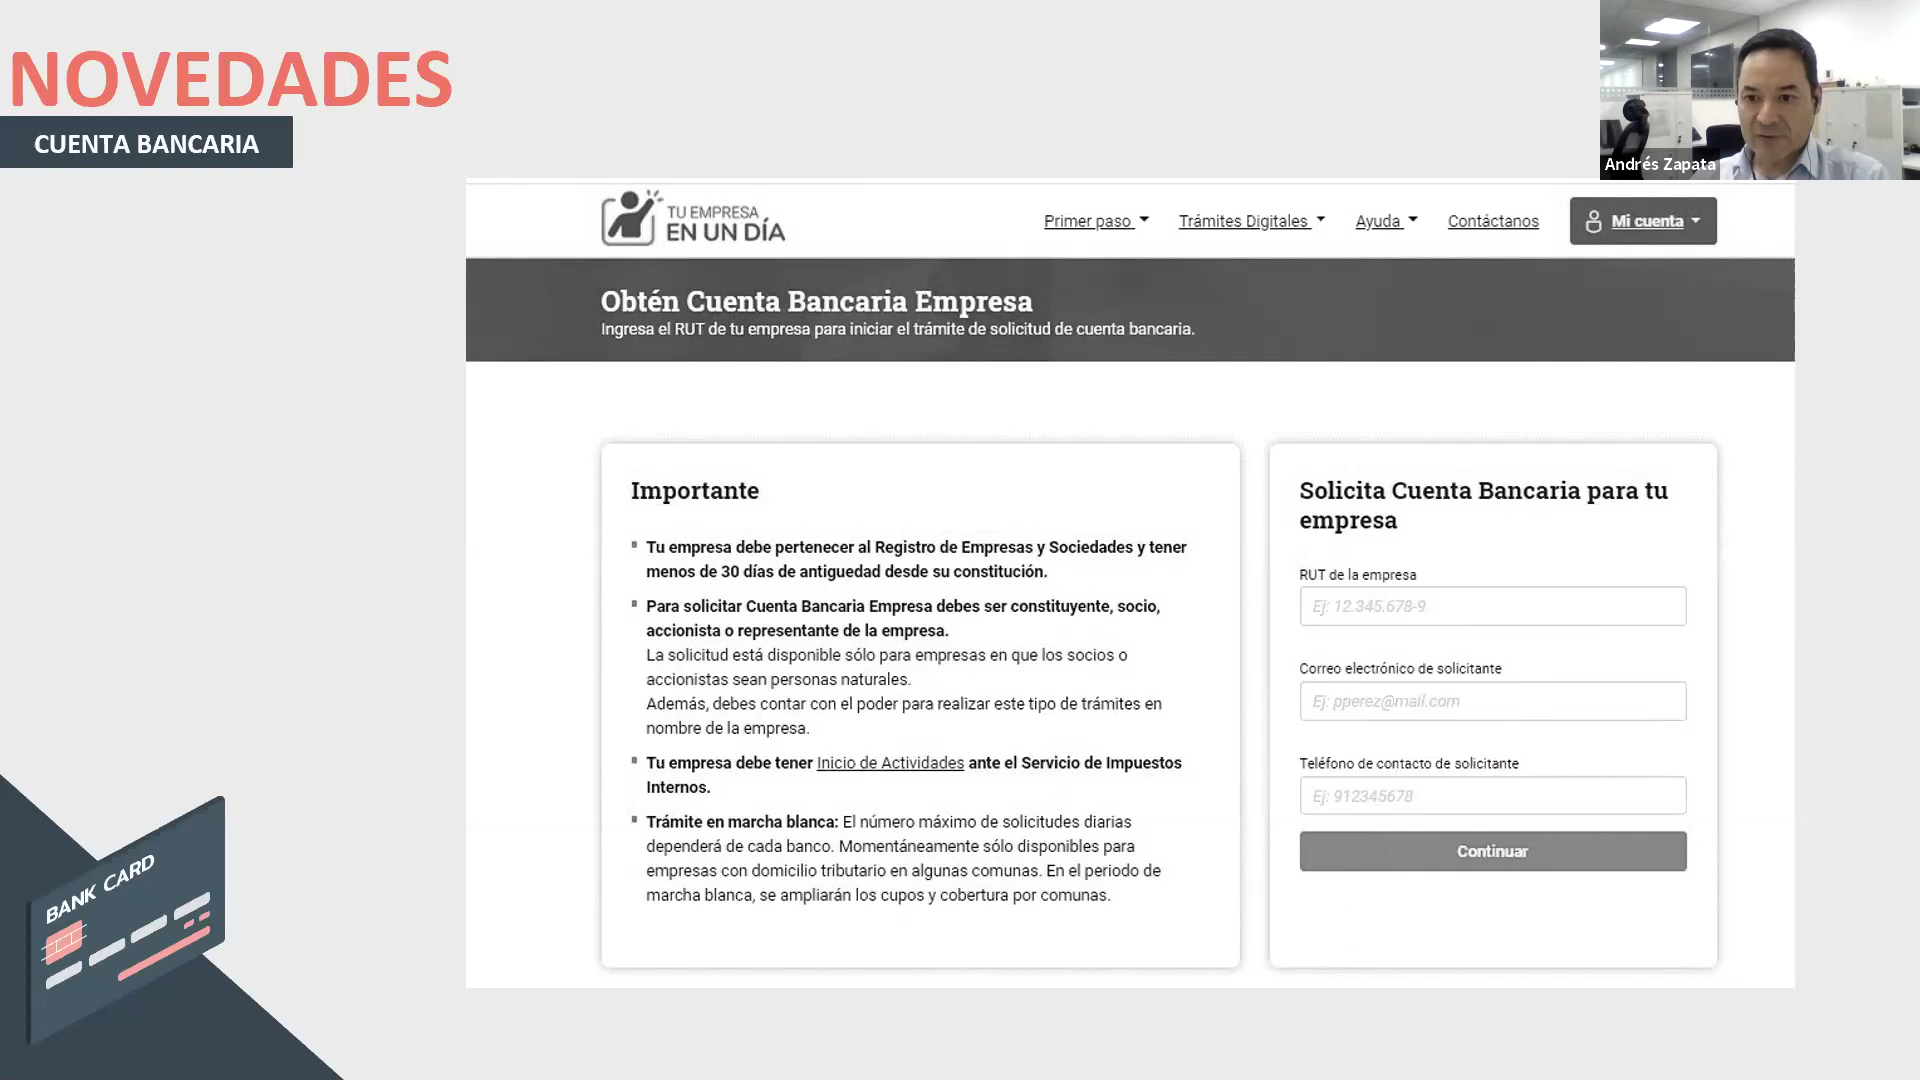 NOVEDADES
CUENTA BANCARIA
Andrés Zapata
TU EMPRESA
EN UN DÍA
Primer paso
Trámites Digitales
Ayuda
Contáctanos
Mi cuenta
Obtén Cuenta Bancaria Empresa
Ingresa el RUT de tu empresa para iniciar el trámite de solicitud de cuenta bancaria.
Importante
Tu empresa debe pertenecer al Registro de Empresas y Sociedades y tener
menos de 30 días de antiguedad desde su constitución.
Para solicitar Cuenta Bancaria Empresa debes ser constituyente, socio,
accionista o representante de la empresa.
La solicitud está disponible sólo para empresas en que los socios o
accionistas sean personas naturales.
Además, debes contar con el poder para realizar este tipo de trámites en
nombre de la empresa.
Tu empresa debe tener Inicio de Actividades ante el Servicio de Impuestos
Internos.
Trámite en marcha blanca: El número máximo de solicitudes diarias
dependerá de cada banco. Momentáneamente sólo disponibles para
empresas con domicilio tributario en algunas comunas. En el periodo de
marcha blanca, se ampliarán los cupos y cobertura por comunas.
Solicita Cuenta Bancaria para tu
empresa
RUT de la empresa
Ej: 12.345.678-9
Correo electrónico de solicitante
Ej: pperez@mail.com
Teléfono de contacto de solicitante
Ej: 912345678
Continuar
BANK CARD